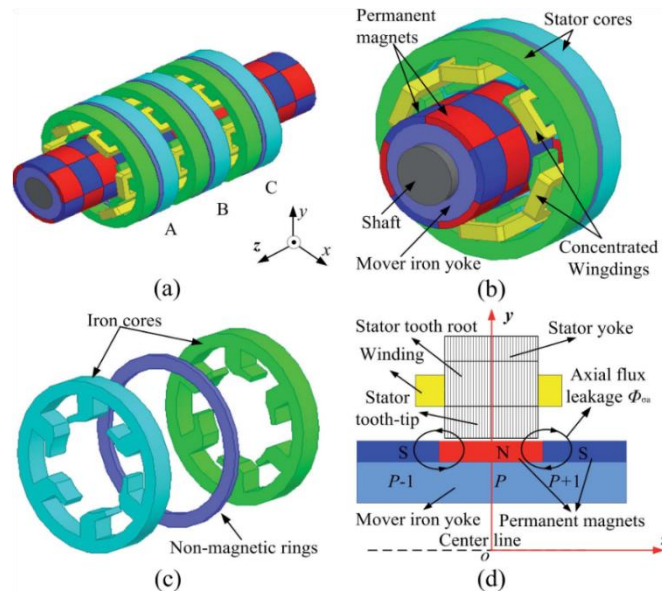 Permanent
magnets
Stator cores
A
B
C
y
z
x
(a)
Shaft
Mover iron yoke
Concentrated
Wingdings
(b)
Iron cores
Non-magnetic rings
(c)
y
Stator tooth root
Stator yoke
Winding
Axial flux
leakage Φσa
Stator
tooth-tip
S
N
S
P-1
P
P+1
Mover iron yoke
Permanent magnets
Center line
o
(d)